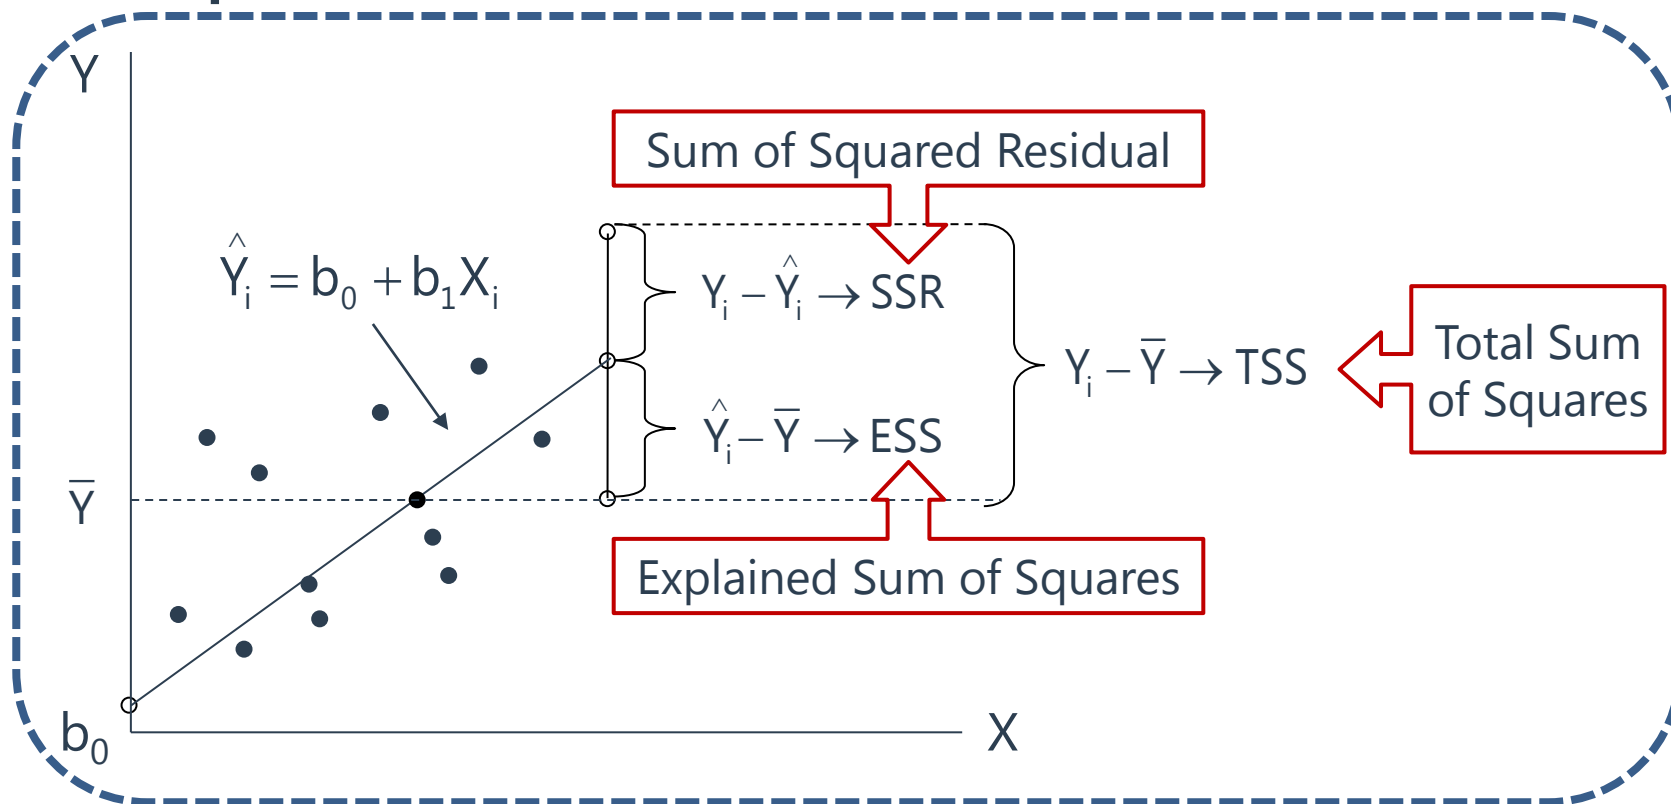 Y
Sum of Squared Residual
Ŷᵢ = b₀ + b₁Xᵢ
Yᵢ − Ŷᵢ → SSR
Total Sum
of Squares
Yᵢ − Y̅ → TSS
Ŷᵢ − Y̅ → ESS
Y̅
Explained Sum of Squares
b₀
X